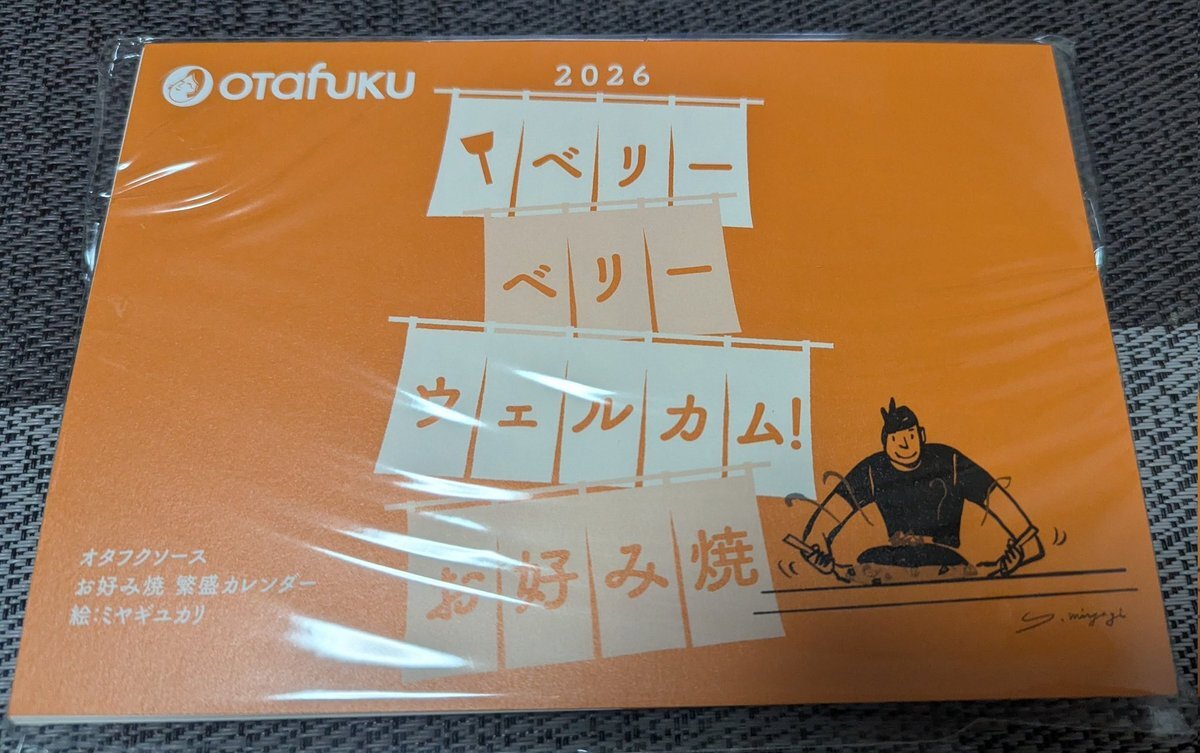 OTAFUKU
2026
ベリー
ベリー
ウェルカム!
お好み焼
オタフクソース
お好み焼 繁盛カレンダー
絵:ミヤギユカリ
Y. miyagi